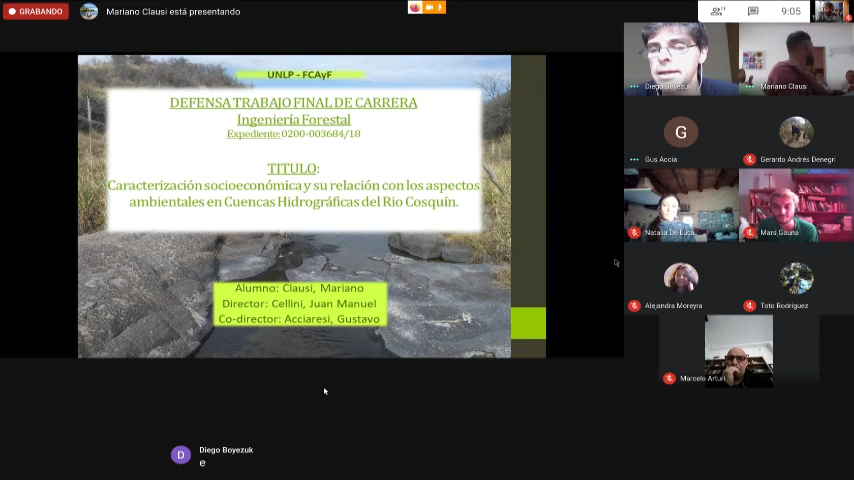 GRABANDO
Mariano Clausi está presentando
11
9:05
UNLP - FCAyF
DEFENSA TRABAJO FINAL DE CARRERA
Ingeniería Forestal
Expediente: 0200-003684/18
TITULO:
Caracterización socioeconómica y su relación con los aspectos
ambientales en Cuencas Hidrográficas del Rio Cosquín.
Alumno: Clausi, Mariano
Director: Cellini, Juan Manuel
Co-director: Acciaresi, Gustavo
Diego Boyezuk
Mariano Clausi
G
Gus Accia
Gerardo Andrés Denegri
Natalia De Luca
Mars Gauna
Alejandra Moreyra
Toto Rodriguez
Marcelo Arturi
D
Diego Boyezuk
e